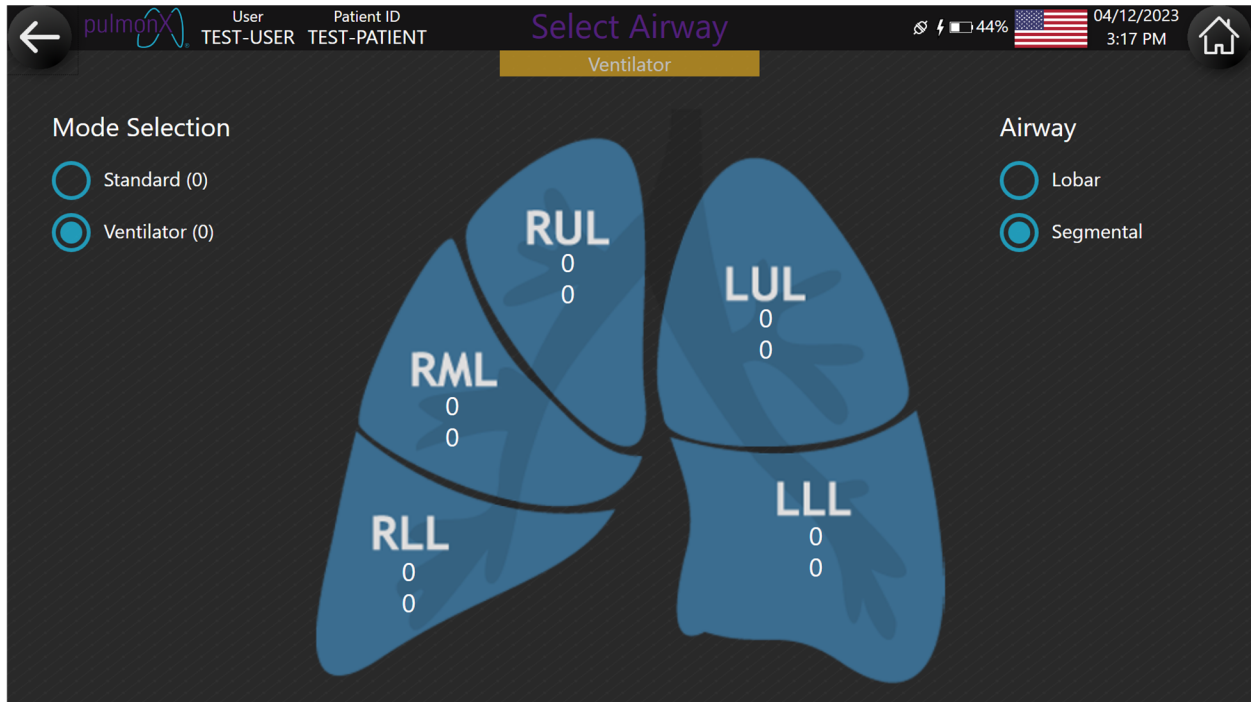 pulmonX
User
TEST-USER
Patient ID
TEST-PATIENT
Select Airway
44%
04/12/2023
3:17 PM
Ventilator
Mode Selection
Standard (0)
Ventilator (0)
Airway
Lobar
Segmental
RUL
0
0
LUL
0
0
RML
0
0
RLL
0
0
LLL
0
0